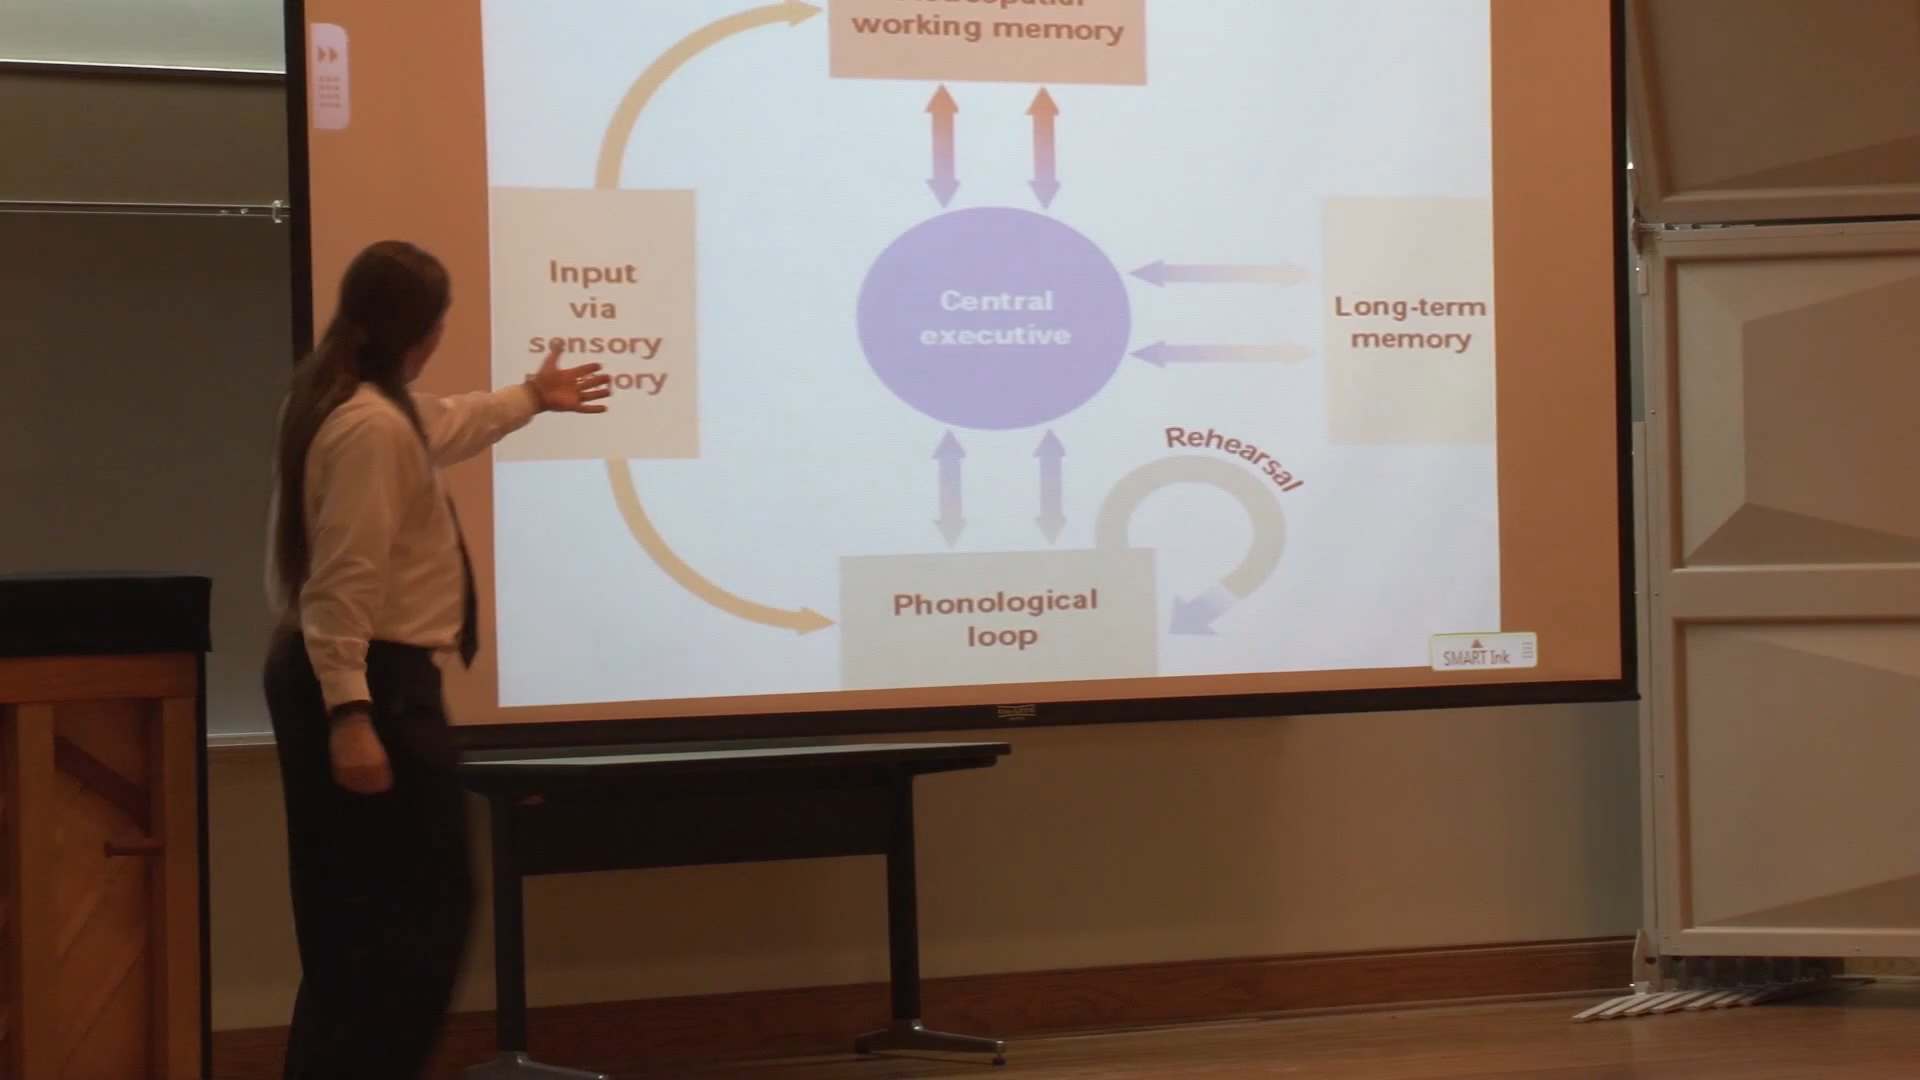 working memory
Input
via
sensory
Central
executive
Long-term
memory
Rehearsal
Phonological
loop
SMART Ink